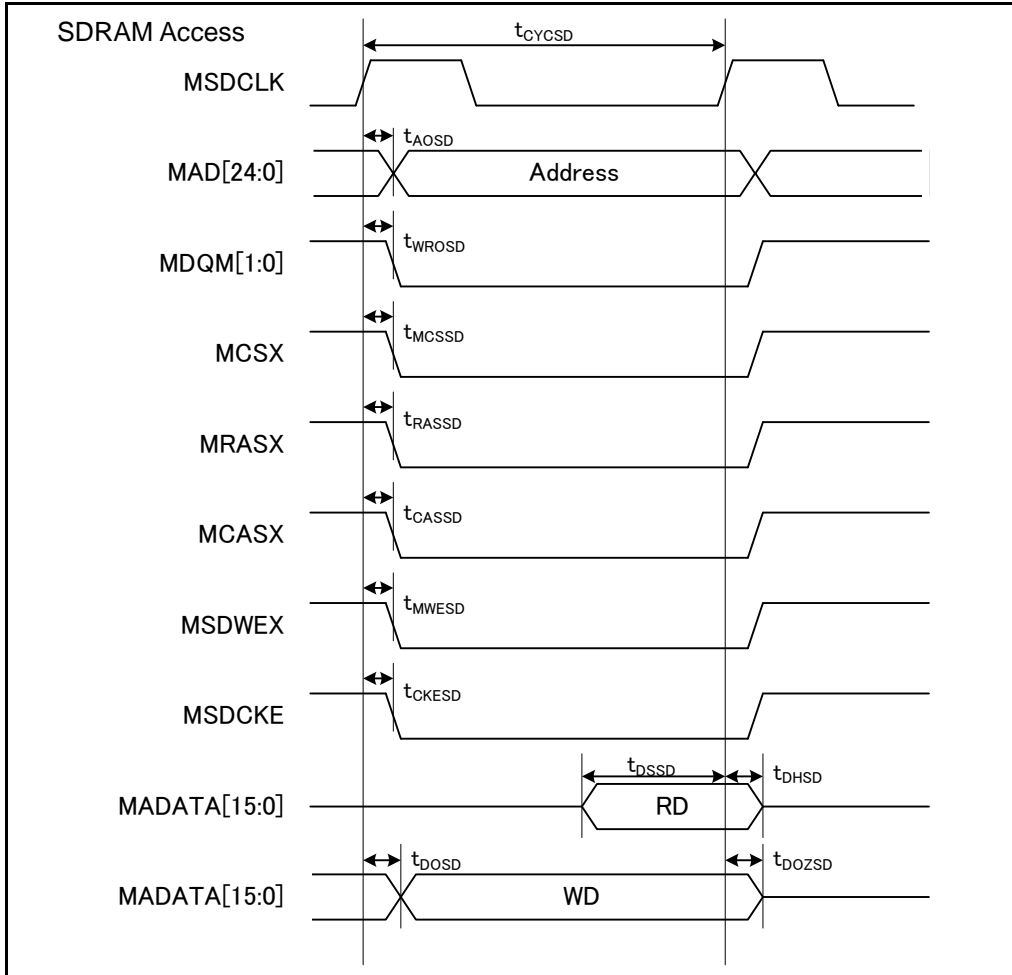 SDRAM Access
tCYCSD
MSDCLK
tAOSD
MAD[24:0]
Address
tWROSD
MDQM[1:0]
tMCSSD
MCSX
tRASSD
MRASX
tCASSD
MCASX
tMWESD
MSDWEX
tCKESD
MSDCKE
tDSSD
tDHSD
MADATA[15:0]
RD
tDOSD
tDOZSD
MADATA[15:0]
WD